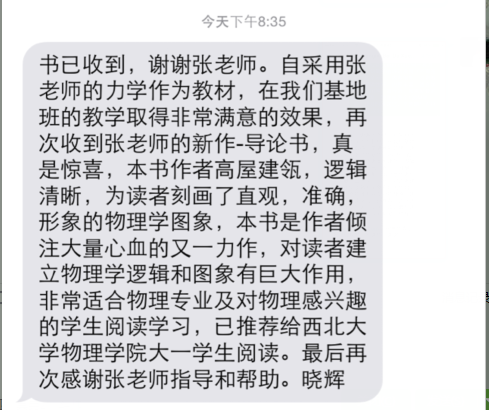 今天下午8:35
书已收到，谢谢张老师。自采用张
老师的力学作为教材，在我们基地
班的教学取得非常满意的效果，再
次收到张老师的新作-导论书，真
是惊喜，本书作者高屋建瓴，逻辑
清晰，为读者刻画了直观，准确，
形象的物理学图象，本书是作者倾
注大量心血的又一力作，对读者建
立物理学逻辑和图象有巨大作用，
非常适合物理专业及对物理感兴趣
的学生阅读学习，已推荐给西北大
学物理学院大一学生阅读。最后再
次感谢张老师指导和帮助。晓辉